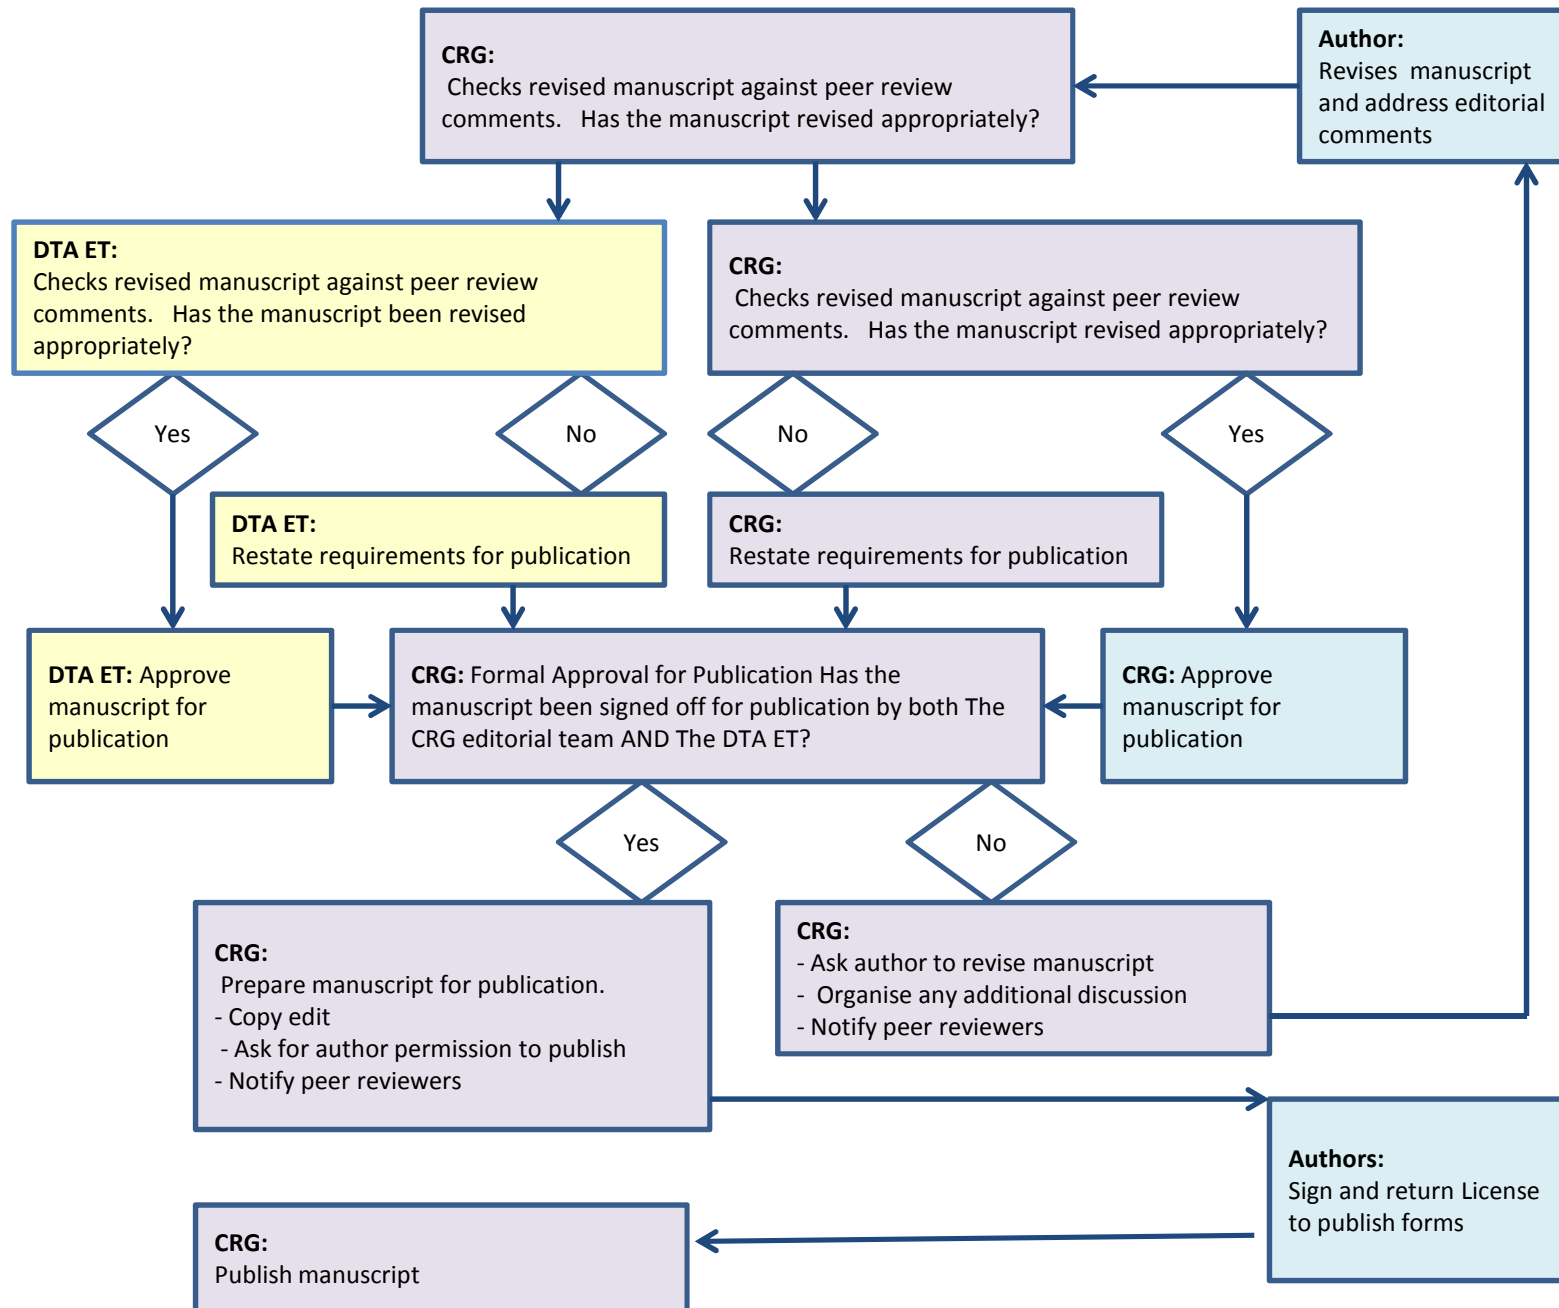 CRG:
Checks revised manuscript against peer review
comments.   Has the manuscript revised appropriately?
Author:
Revises  manuscript
and address editorial
comments
DTA ET:
Checks revised manuscript against peer review
comments.   Has the manuscript been revised
appropriately?
CRG:
Checks revised manuscript against peer review
comments.   Has the manuscript revised appropriately?
Yes
No
No
Yes
DTA ET:
Restate requirements for publication
CRG:
Restate requirements for publication
DTA ET: Approve
manuscript for
publication
CRG: Formal Approval for Publication Has the
manuscript been signed off for publication by both The
CRG editorial team AND The DTA ET?
CRG: Approve
manuscript for
publication
Yes
No
CRG:
Prepare manuscript for publication.
- Copy edit
- Ask for author permission to publish
- Notify peer reviewers
CRG:
- Ask author to revise manuscript
-  Organise any additional discussion
- Notify peer reviewers
Authors:
Sign and return License
to publish forms
CRG:
Publish manuscript